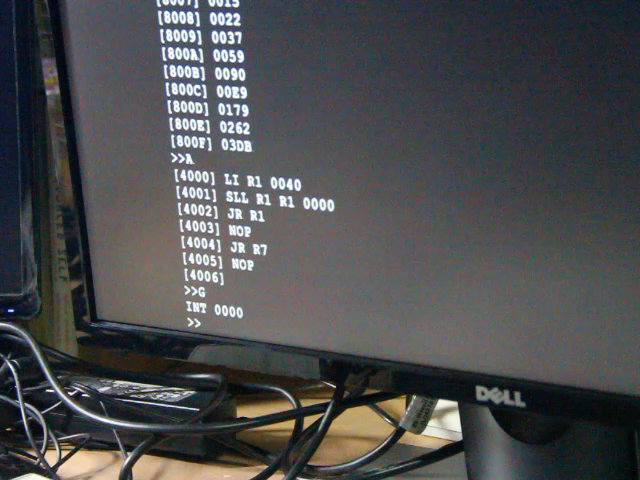 [8007] 0015
[8008] 0022
[8009] 0037
[800A] 0059
[800B] 0090
[800C] 00E9
[800D] 0179
[800E] 0262
[800F] 03DB
>>A
[4000] LI R1 0040
[4001] SLL R1 R1 0000
[4002] JR R1
[4003] NOP
[4004] JR R7
[4005] NOP
[4006]
>>G
INT 0000
>>
DELL